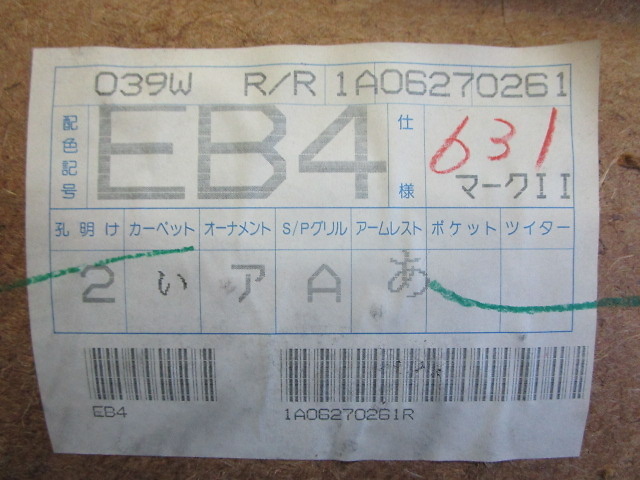 039W R/R 1A06270261
配色記号 EB4 仕様 631
マークII
孔明け カーペット オーナメント S/Pグリル アームレスト ポケット ツイター
2 い ア A あ
EB4 1A06270261R